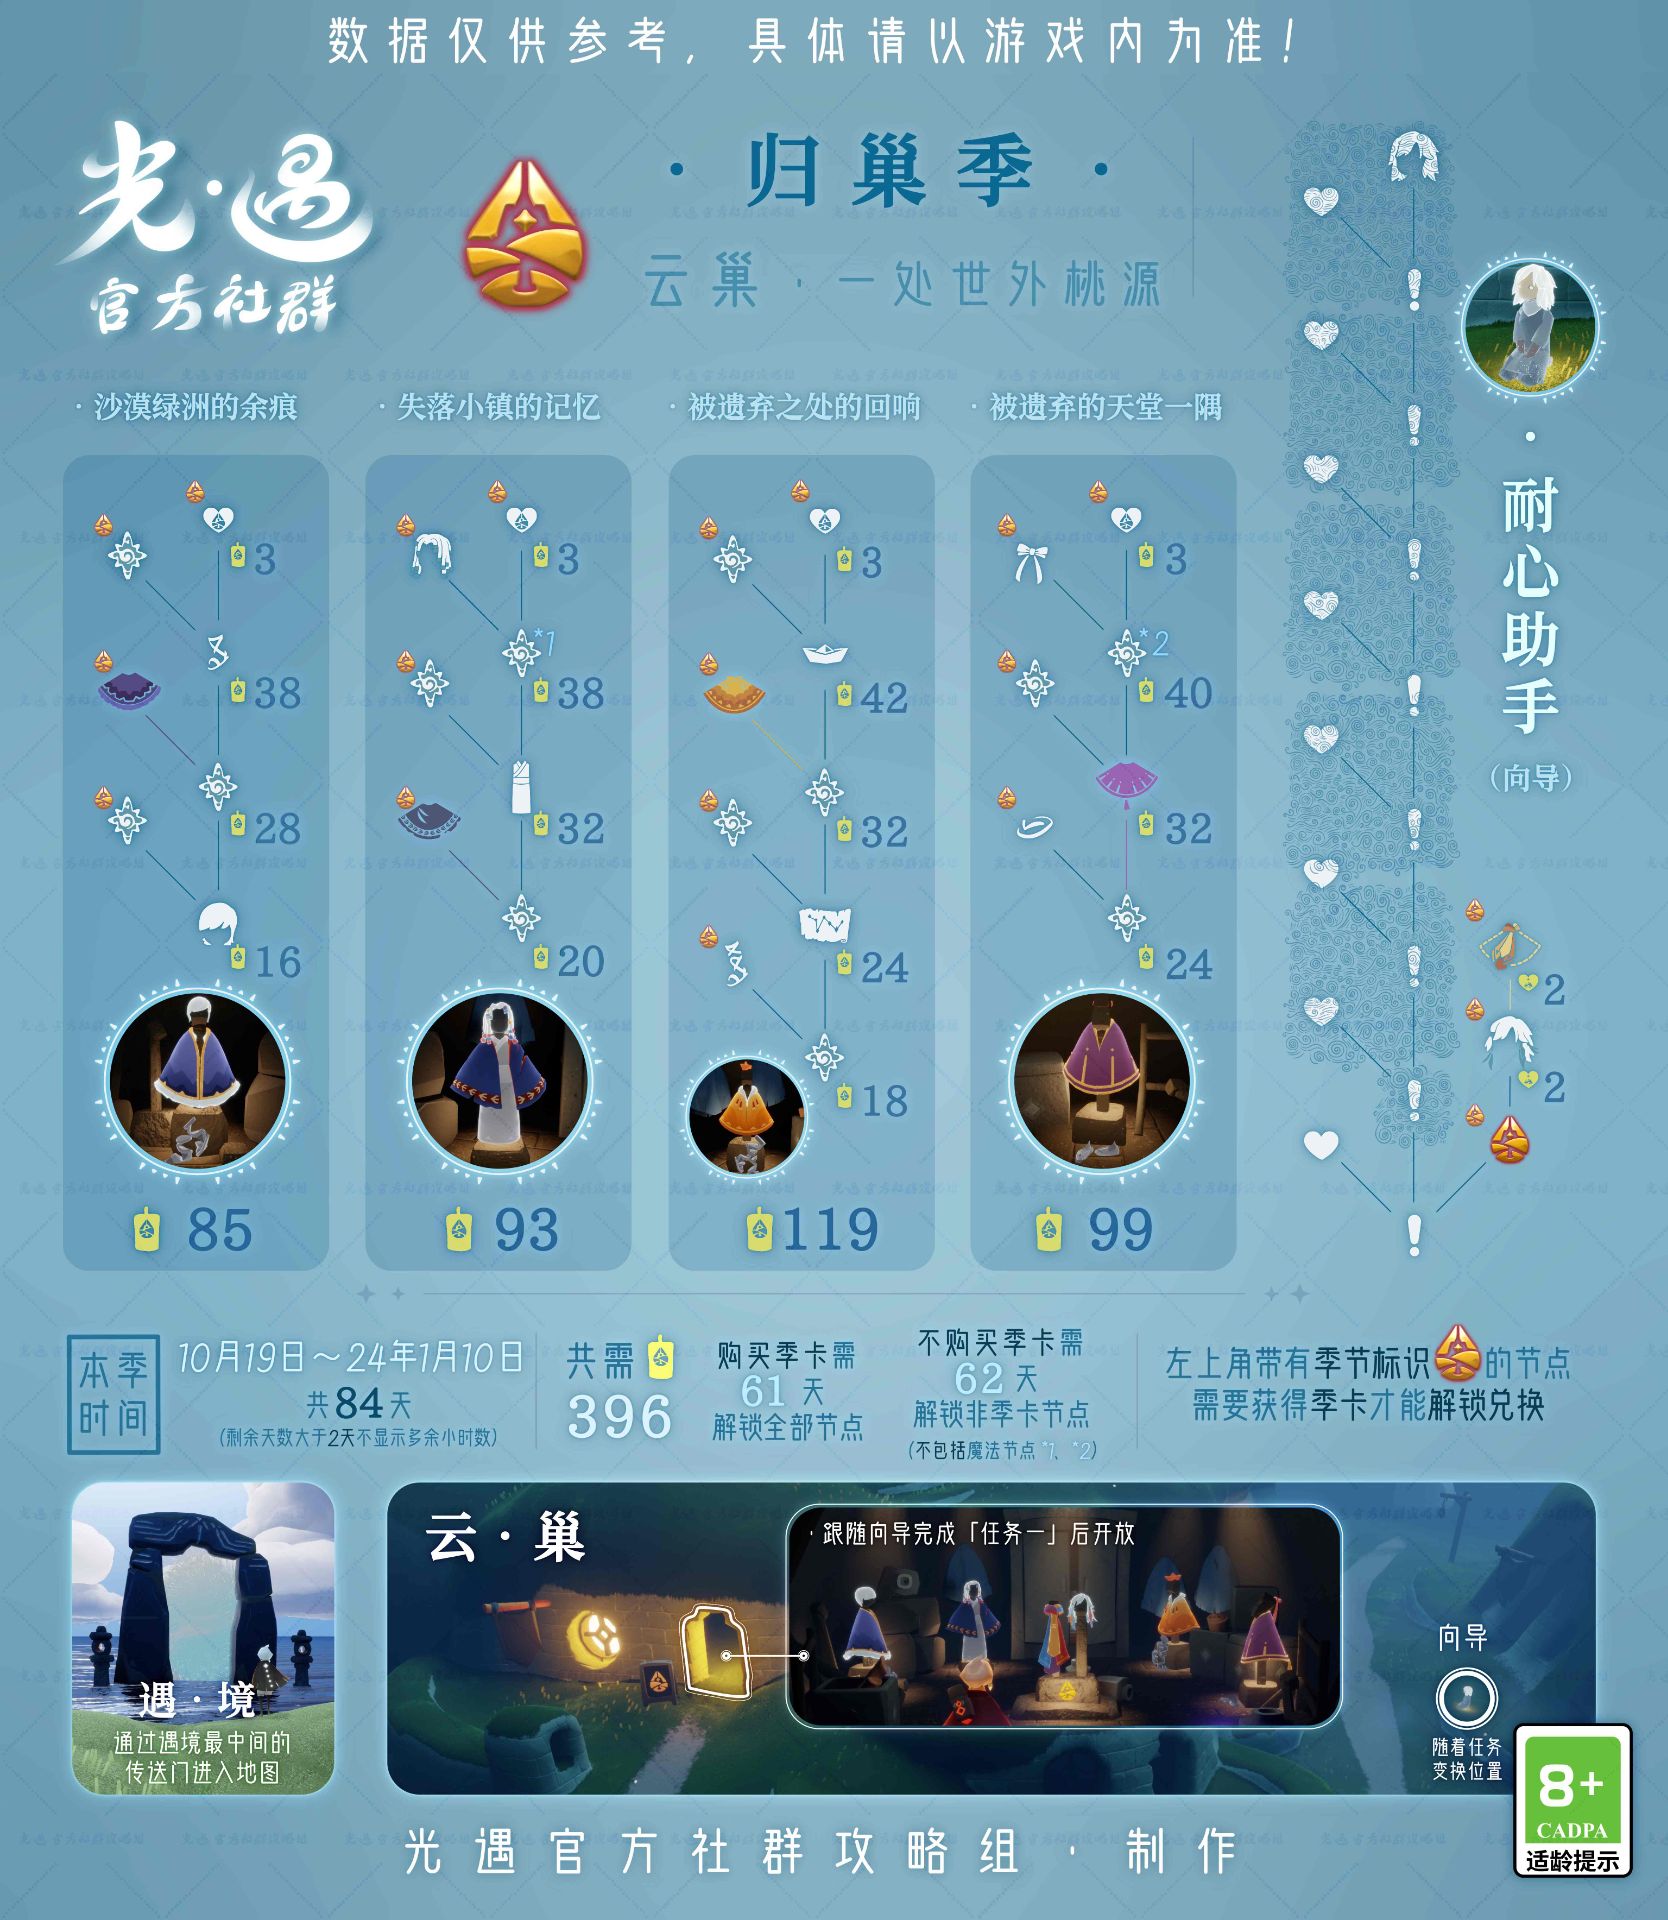 数据仅供参考，具体请以游戏内为准！
光·遇
官方社群
·归巢季·
云巢·一处世外桃源
·沙漠绿洲的余痕
·失落小镇的记忆
·被遗弃之处的回响
·被遗弃的天堂一隅
3
38
28
16
85
3
*1
38
32
20
93
3
42
32
24
18
119
3
*2
40
32
24
99
·耐心助手
（向导）
2
2
本季
时间
10月19日～24年1月10日
共84天
（剩余天数大于2天不显示多余小时数）
共需
396
购买季卡需
61 天
解锁全部节点
不购买季卡需
62 天
解锁非季卡节点
（不包括魔法节点 *1、*2）
左上角带有季节标识的节点
需要获得季卡才能解锁兑换
遇·境
通过遇境最中间的
传送门进入地图
云·巢
·跟随向导完成「任务一」后开放
向导
随着任务
变换位置
8+
CADPA
适龄提示
光遇官方社群攻略组·制作